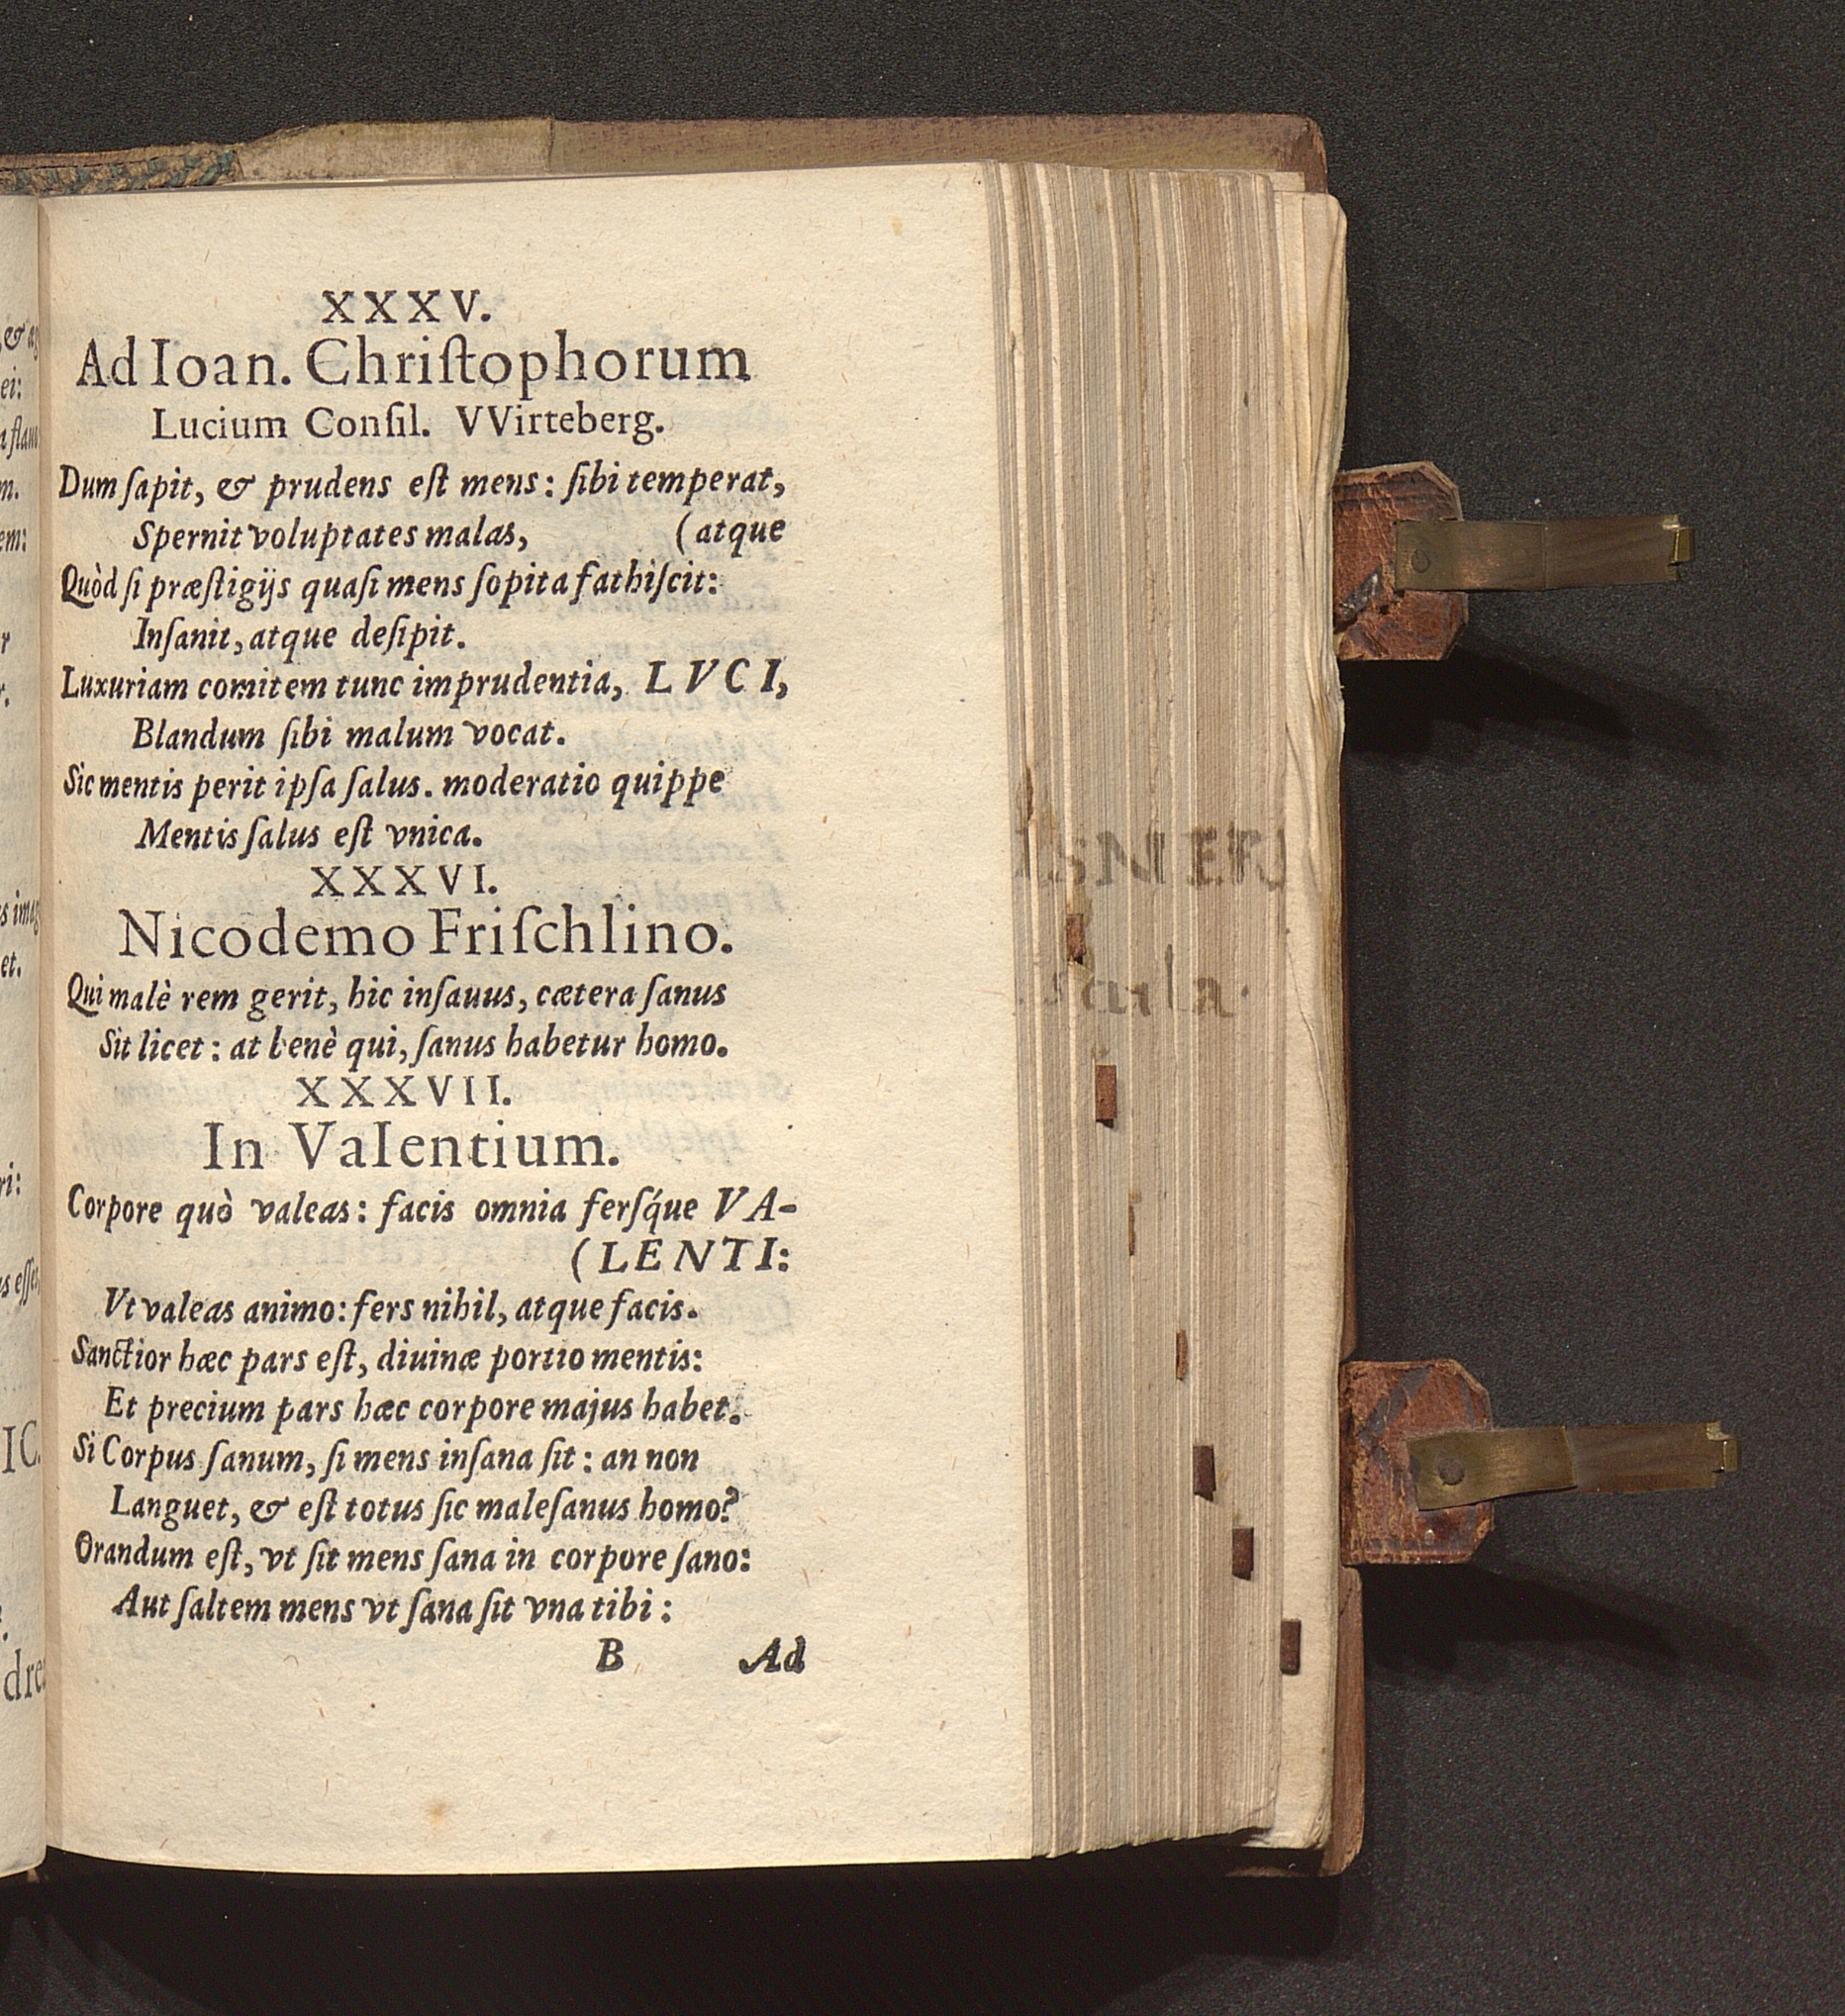 XXXV.
Ad Ioan. Chriſtophorum
Lucium Conſil. VVirteberg.
Dum ſapit, & prudens eſt mens: ſibi temperat,
Spernit voluptates malas, (atque
Quòd ſi præſtigijs quaſi mens ſopita fathiſcit:
Inſanit, atque deſipit.
Luxuriam comitem tunc imprudentia, LVCI,
Blandum ſibi malum vocat.
Sic mentis perit ipſa ſalus. moderatio quippe
Mentis ſalus eſt vnica.
XXXVI.
Nicodemo Friſchlino.
Qui malè rem gerit, hic inſauus, cætera ſanus
Sit licet: at benè qui, ſanus habetur homo.
XXXVII.
In VaIentium.
Corpore quò valeas: facis omnia ferſq́ue VA-
(LENTI:
Vt valeas animo: fers nihil, atque facis.
Sanctior hæc pars eſt, diuinæ portio mentis:
Et precium pars hæc corpore majus habet.
Si Corpus ſanum, ſi mens inſana ſit: an non
Languet, & eſt totus ſic maleſanus homo?
Orandum eſt, vt ſit mens ſana in corpore ſano:
Aut ſaltem mens vt ſana ſit vna tibi:
B Ad